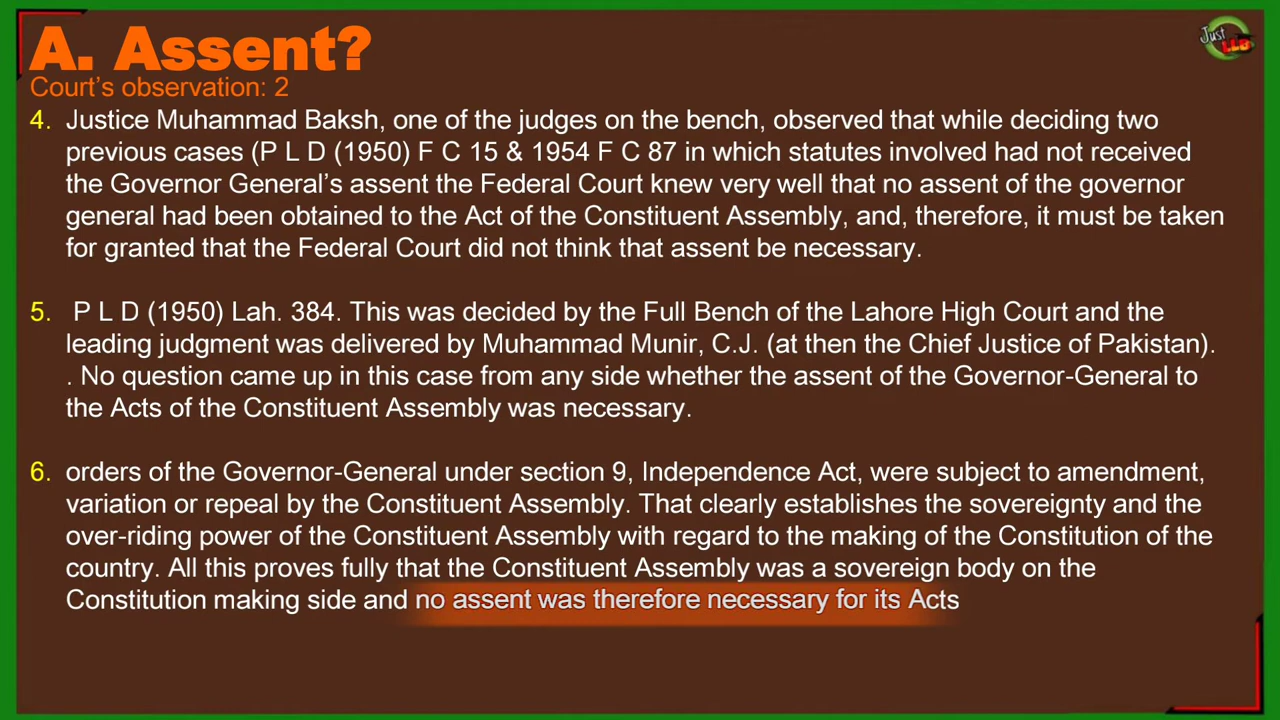 A. Assent?
Just
LLB
Court's observation: 2
4. Justice Muhammad Baksh, one of the judges on the bench, observed that while deciding two
previous cases (P L D (1950) F C 15 & 1954 F C 87 in which statutes involved had not received
the Governor General's assent the Federal Court knew very well that no assent of the governor
general had been obtained to the Act of the Constituent Assembly, and, therefore, it must be taken
for granted that the Federal Court did not think that assent be necessary.
5. P L D (1950) Lah. 384. This was decided by the Full Bench of the Lahore High Court and the
leading judgment was delivered by Muhammad Munir, C.J. (at then the Chief Justice of Pakistan).
. No question came up in this case from any side whether the assent of the Governor-General to
the Acts of the Constituent Assembly was necessary.
6. orders of the Governor-General under section 9, Independence Act, were subject to amendment,
variation or repeal by the Constituent Assembly. That clearly establishes the sovereignty and the
over-riding power of the Constituent Assembly with regard to the making of the Constitution of the
country. All this proves fully that the Constituent Assembly was a sovereign body on the
Constitution making side and no assent was therefore necessary for its Acts